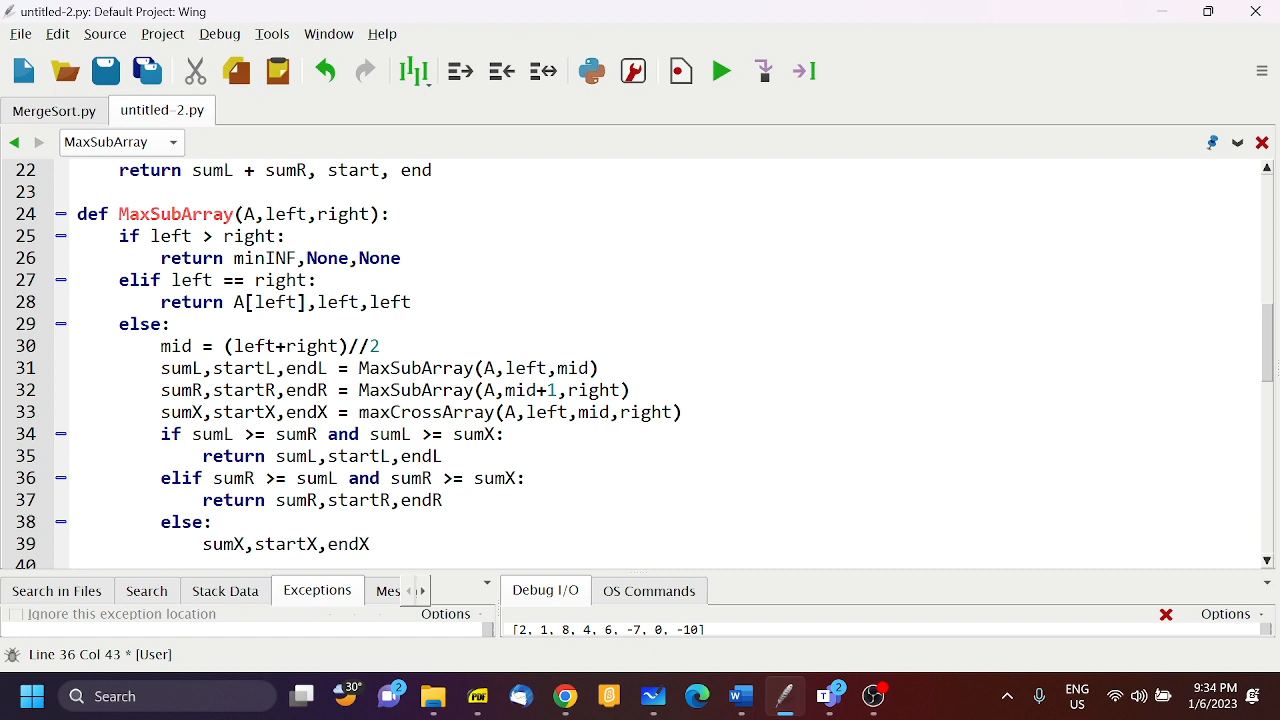 untitled-2.py: Default Project: Wing
File Edit Source Project Debug Tools Window Help
MergeSort.py untitled-2.py
MaxSubArray
22 return sumL + sumR, start, end
23
24 def MaxSubArray(A,left,right):
25 if left > right:
26 return minINF,None,None
27 elif left == right:
28 return A[left],left,left
29 else:
30 mid = (left+right)//2
31 sumL,startL,endL = MaxSubArray(A,left,mid)
32 sumR,startR,endR = MaxSubArray(A,mid+1,right)
33 sumX,startX,endX = maxCrossArray(A,left,mid,right)
34 if sumL >= sumR and sumL >= sumX:
35 return sumL,startL,endL
36 elif sumR >= sumL and sumR >= sumX:
37 return sumR,startR,endR
38 else:
39 sumX,startX,endX
40
Search in Files Search Stack Data Exceptions Mes Debug I/O OS Commands
Ignore this exception location Options Options
[2, 1, 8, 4, 6, -7, 0, -10]
Line 36 Col 43 * [User]
Search 30° 2 PDF 2 ENG US 9:34 PM 1/6/2023